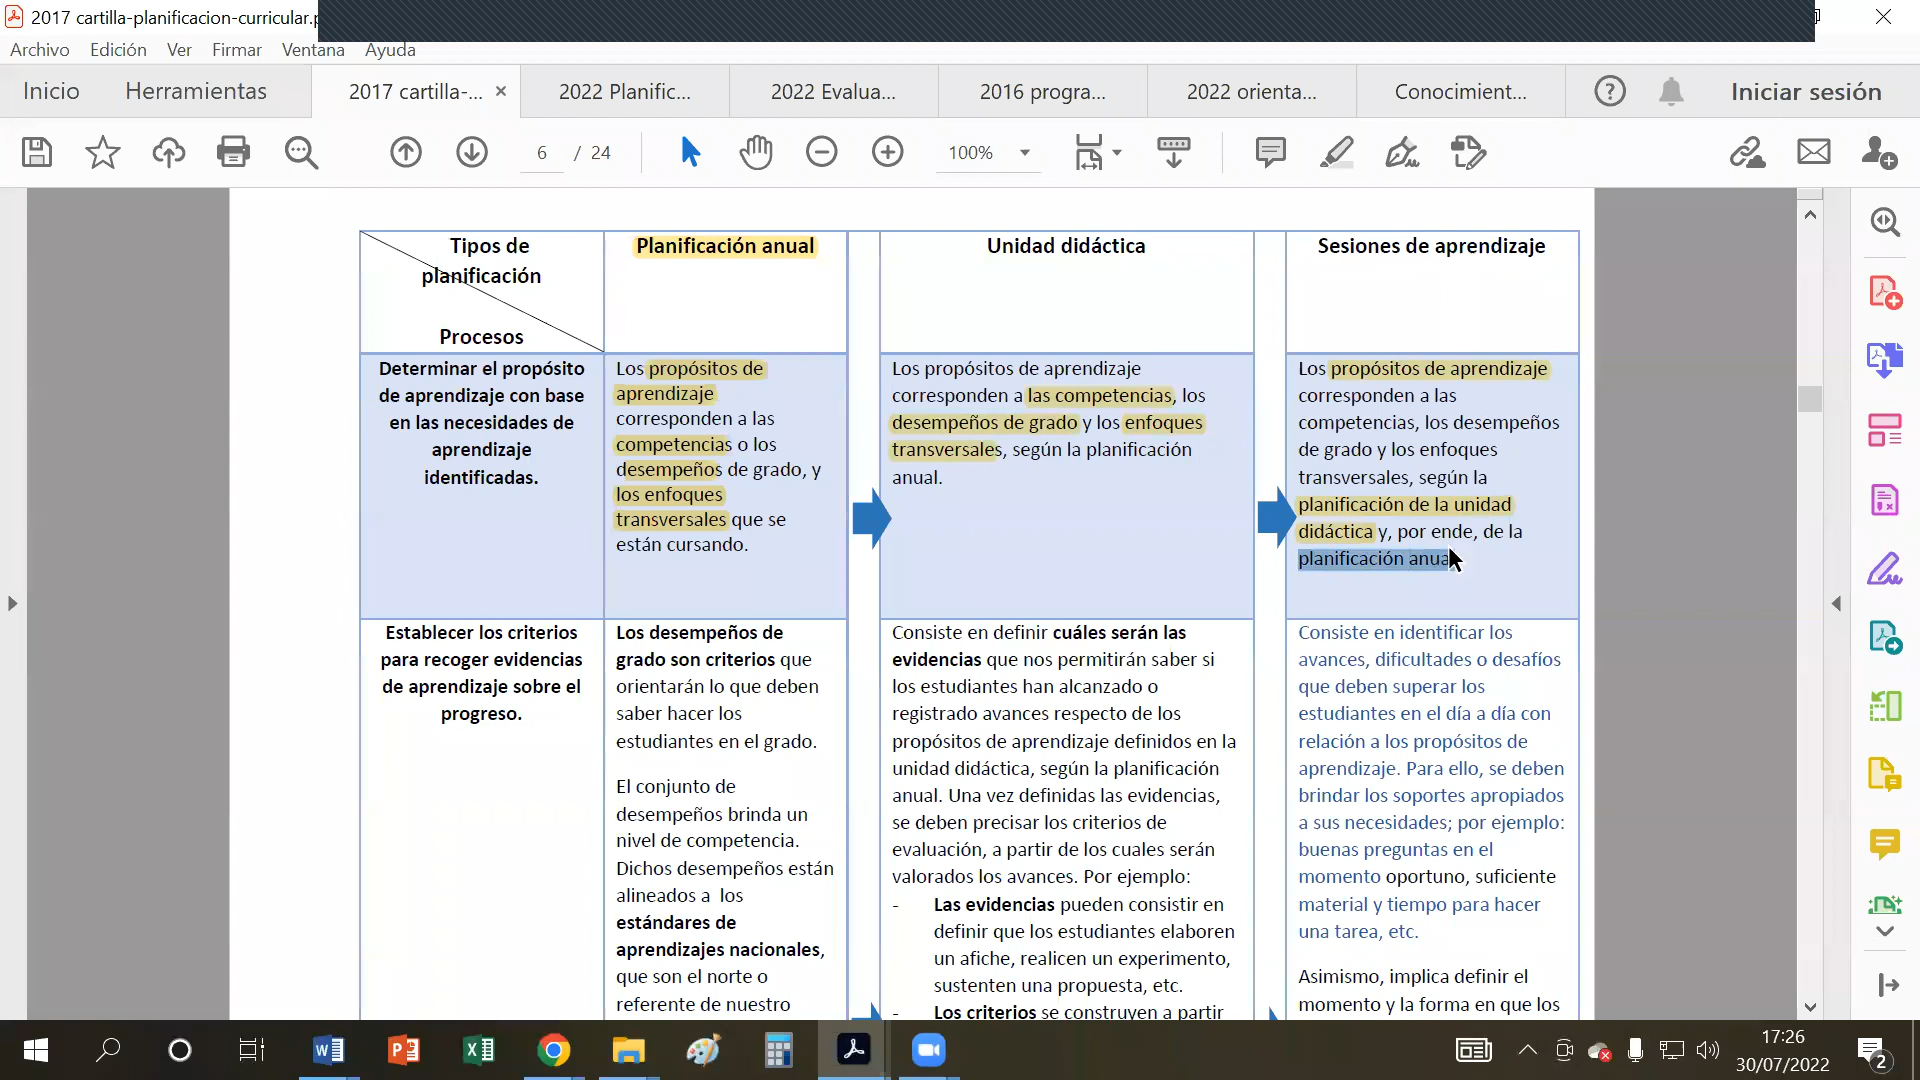 2017 cartilla-planificacion-curricular.p
Archivo Edición Ver Firmar Ventana Ayuda
Inicio Herramientas 2017 cartilla-... 2022 Planific... 2022 Evalua... 2016 progra... 2022 orienta... Conocimient... Iniciar sesión
6 / 24 100%
Tipos de planificación
Procesos
Planificación anual
Unidad didáctica
Sesiones de aprendizaje
Determinar el propósito
de aprendizaje con base
en las necesidades de
aprendizaje
identificadas.
Los propósitos de
aprendizaje
corresponden a las
competencias o los
desempeños de grado, y
los enfoques
transversales que se
están cursando.
Los propósitos de aprendizaje
corresponden a las competencias, los
desempeños de grado y los enfoques
transversales, según la planificación
anual.
Los propósitos de aprendizaje
corresponden a las
competencias, los desempeños
de grado y los enfoques
transversales, según la
planificación de la unidad
didáctica y, por ende, de la
planificación anua
Establecer los criterios
para recoger evidencias
de aprendizaje sobre el
progreso.
Los desempeños de
grado son criterios que
orientarán lo que deben
saber hacer los
estudiantes en el grado.
El conjunto de
desempeños brinda un
nivel de competencia.
Dichos desempeños están
alineados a los
estándares de
aprendizajes nacionales,
que son el norte o
referente de nuestro
Consiste en definir cuáles serán las
evidencias que nos permitirán saber si
los estudiantes han alcanzado o
registrado avances respecto de los
propósitos de aprendizaje definidos en la
unidad didáctica, según la planificación
anual. Una vez definidas las evidencias,
se deben precisar los criterios de
evaluación, a partir de los cuales serán
valorados los avances. Por ejemplo:
- Las evidencias pueden consistir en
definir que los estudiantes elaboren
un afiche, realicen un experimento,
sustenten una propuesta, etc.
- Los criterios se construyen a partir
Consiste en identificar los
avances, dificultades o desafíos
que deben superar los
estudiantes en el día a día con
relación a los propósitos de
aprendizaje. Para ello, se deben
brindar los soportes apropiados
a sus necesidades; por ejemplo:
buenas preguntas en el
momento oportuno, suficiente
material y tiempo para hacer
una tarea, etc.
Asimismo, implica definir el
momento y la forma en que los
17:26
30/07/2022
2